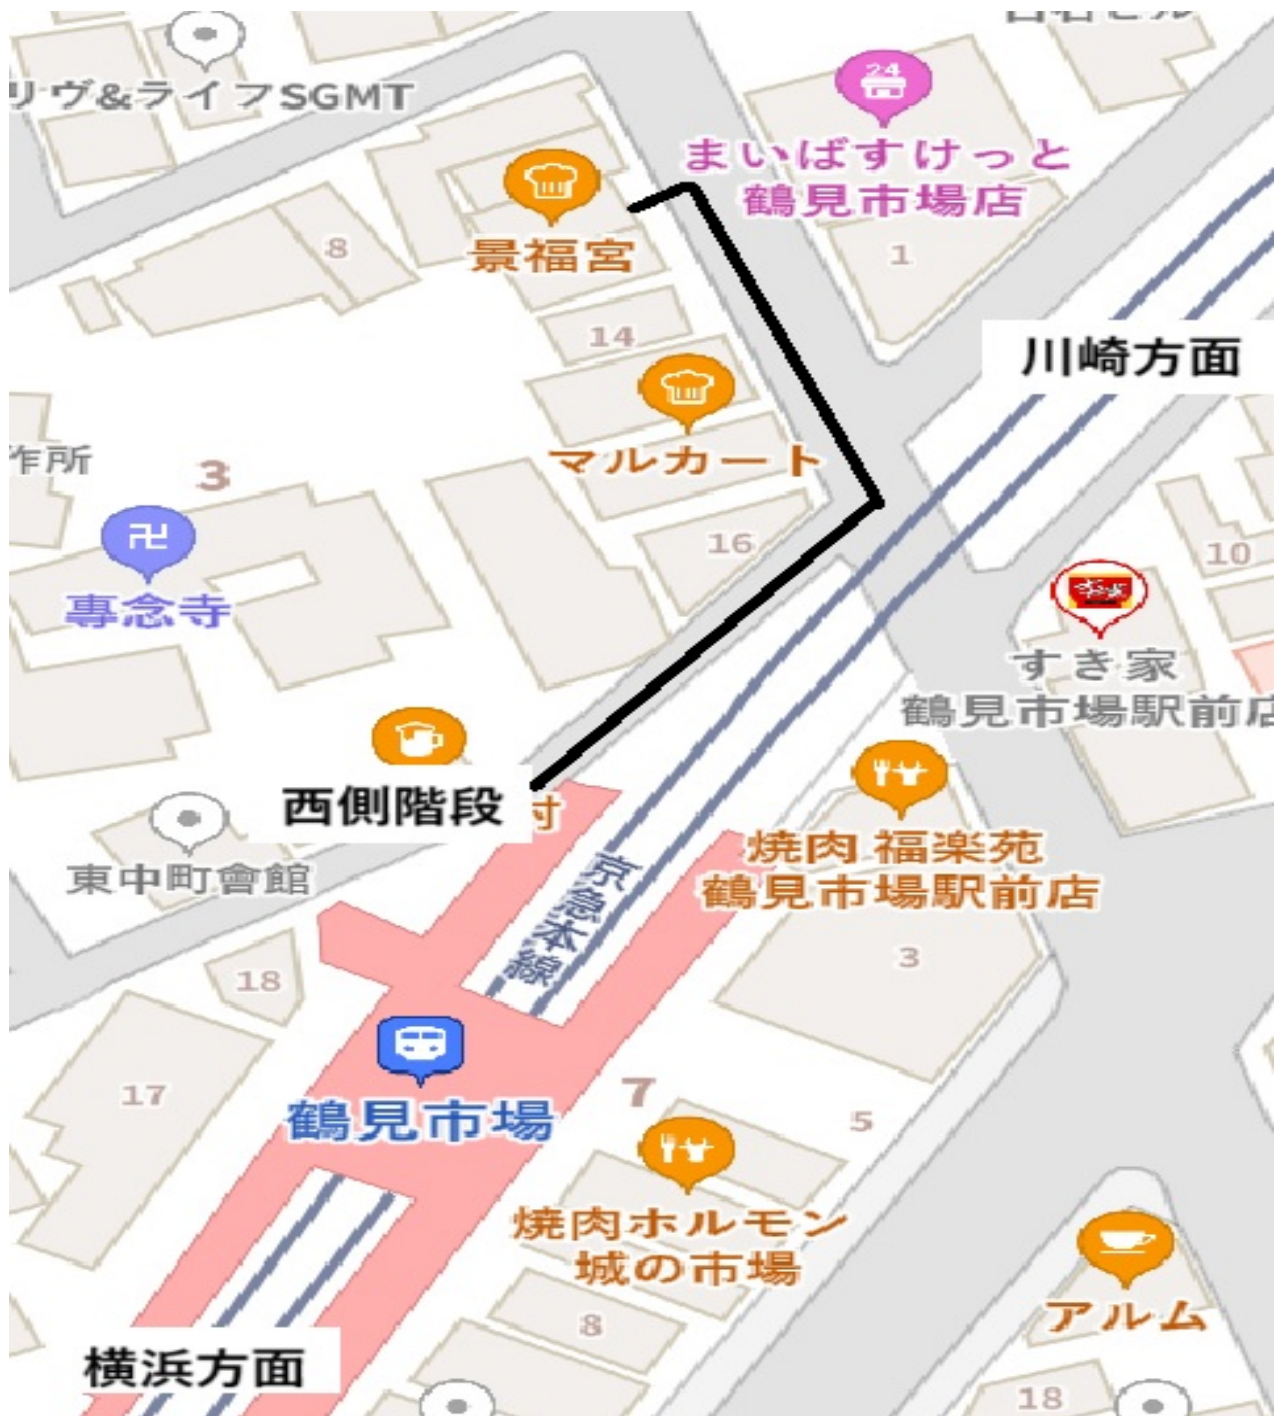 リヴ&ライフSGMT
24
まいばすけっと
鶴見市場店
景福宮
8
1
14
川崎方面
マルカート
作所
3
16
10
専念寺
すき家
鶴見市場駅前店
西側階段
村
東中町會館
焼肉 福楽苑
鶴見市場駅前店
京急本線
3
18
17
鶴見市場
7
5
焼肉ホルモン
城の市場
8
アルム
横浜方面
18